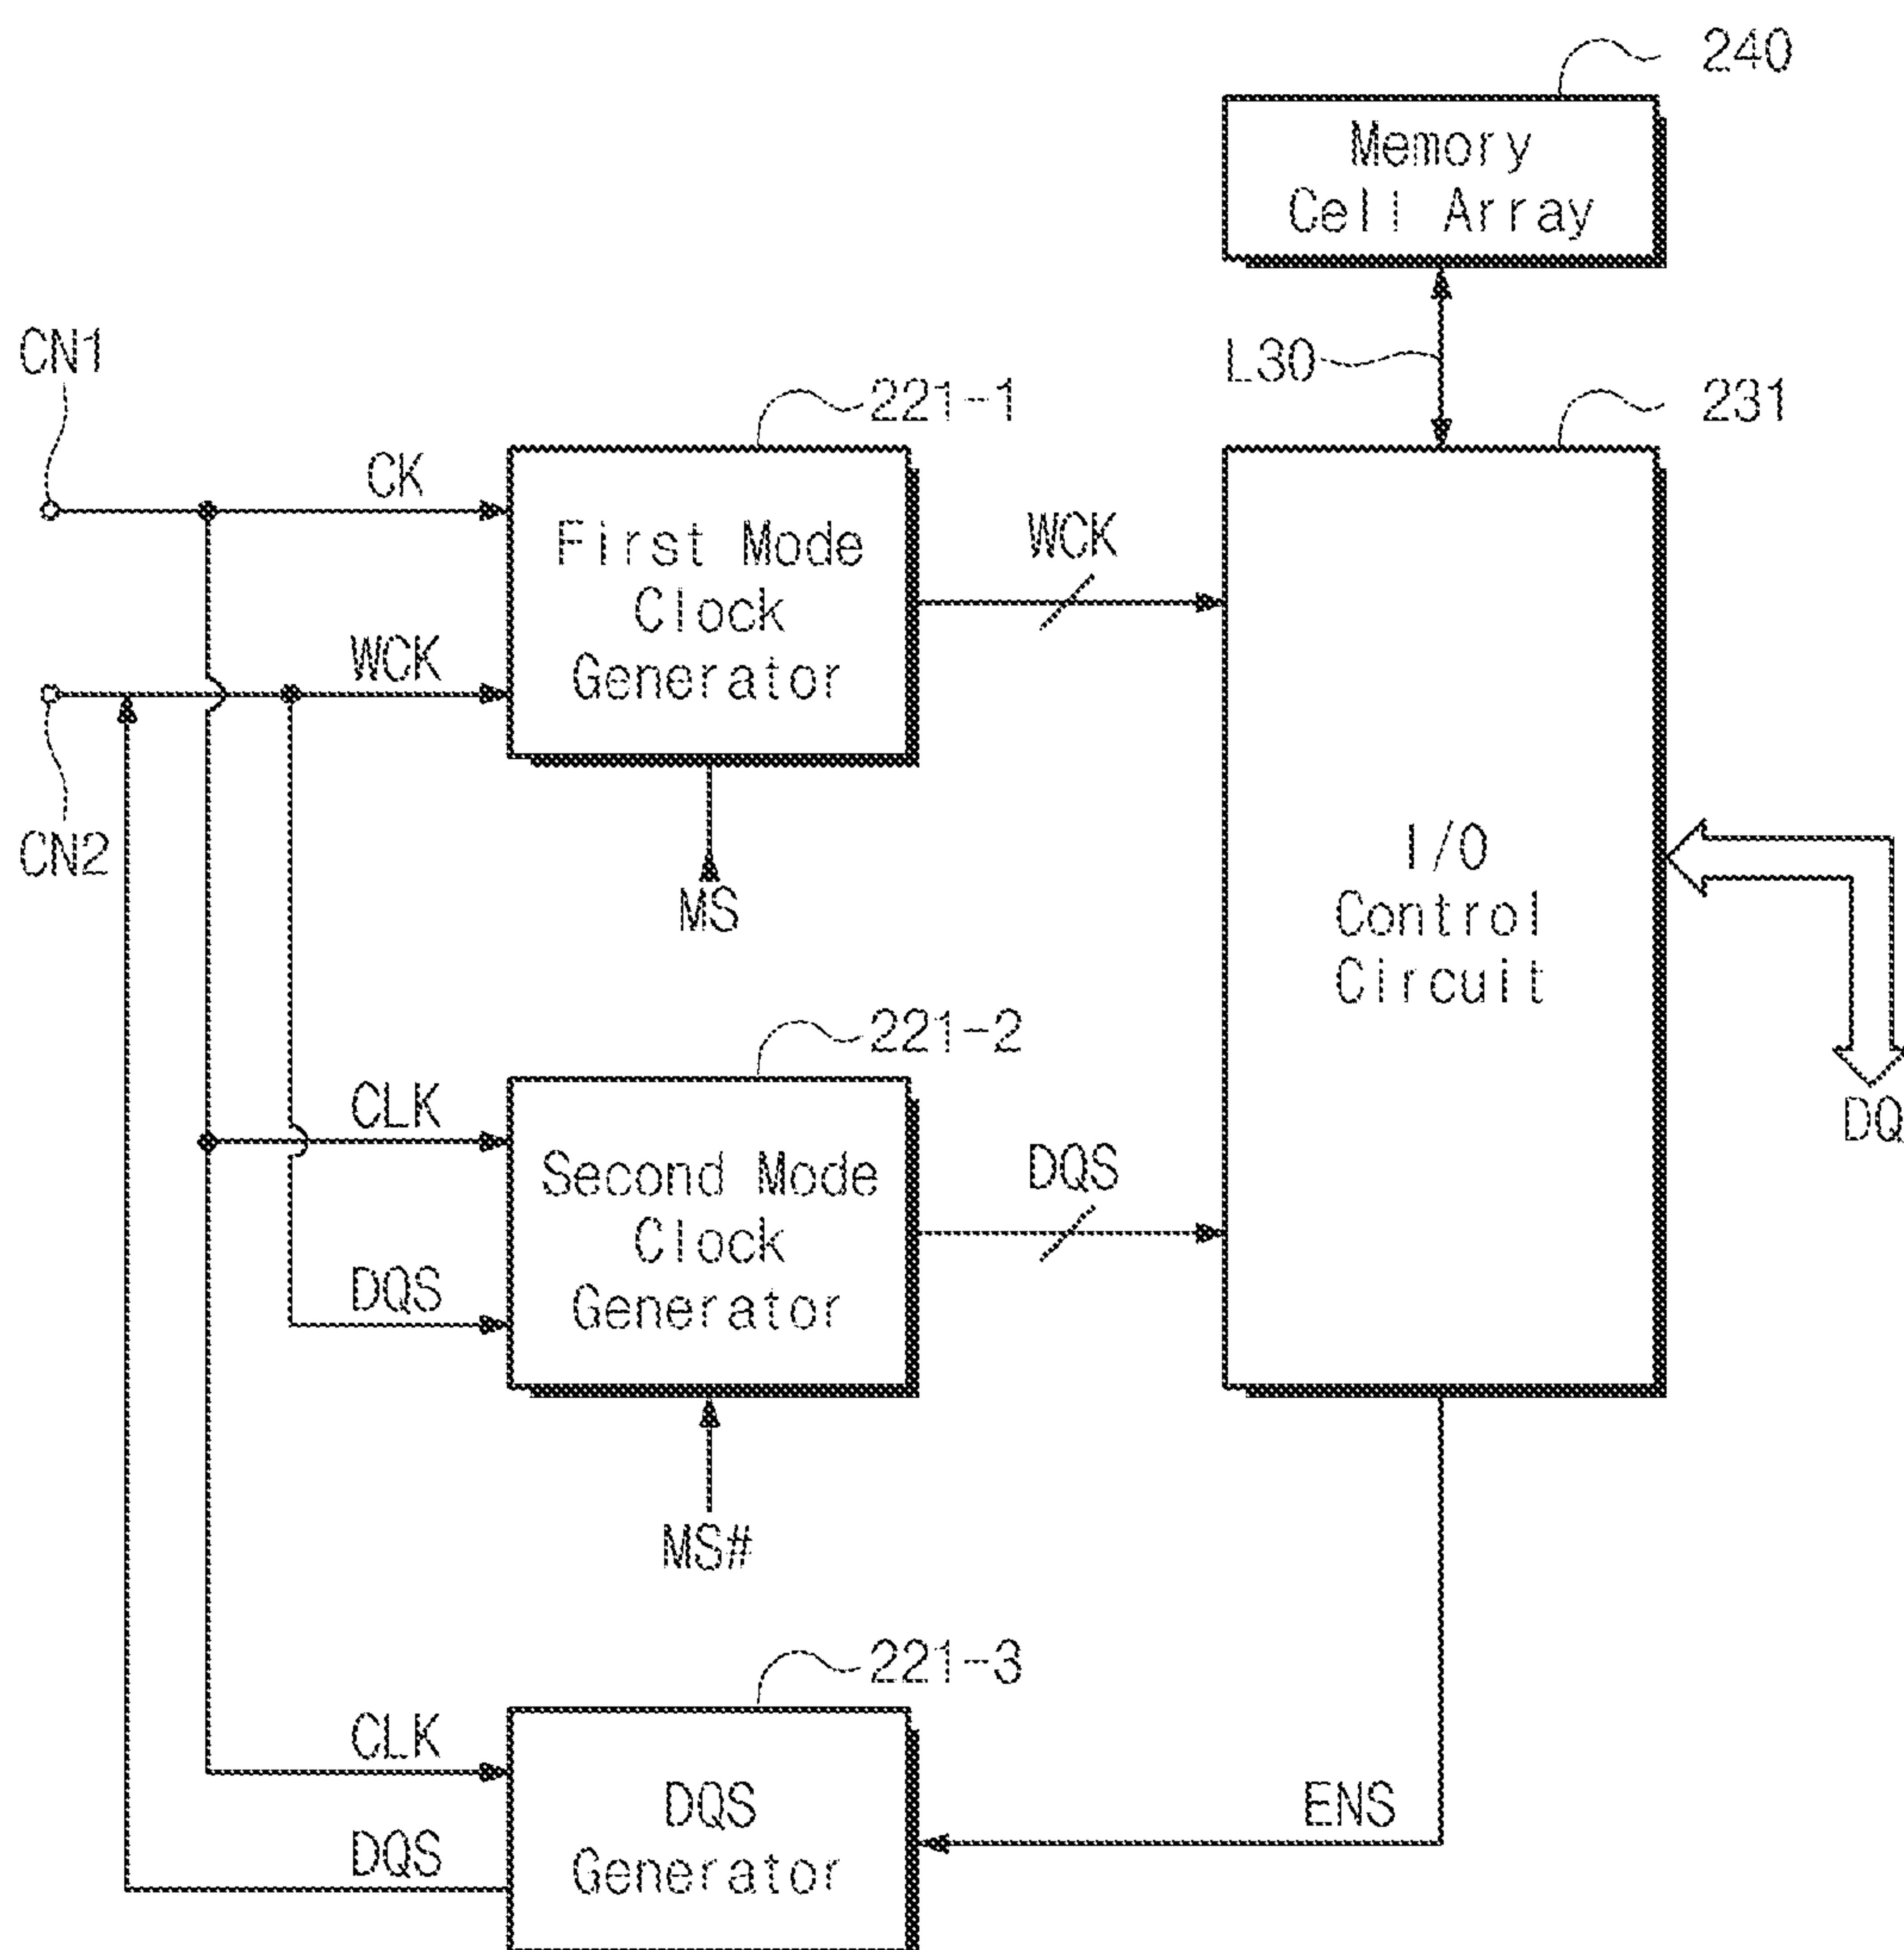 240
Memory
Cell Array
CN1
L30
221-1
231
CK
First Mode
Clock
Generator
WCK
WCK
CN2
I/O
Control
Circuit
MS
221-2
CLK
DQ
Second Mode
Clock
Generator
DQS
DQS
MS#
221-3
CLK
DQS
Generator
ENS
DQS